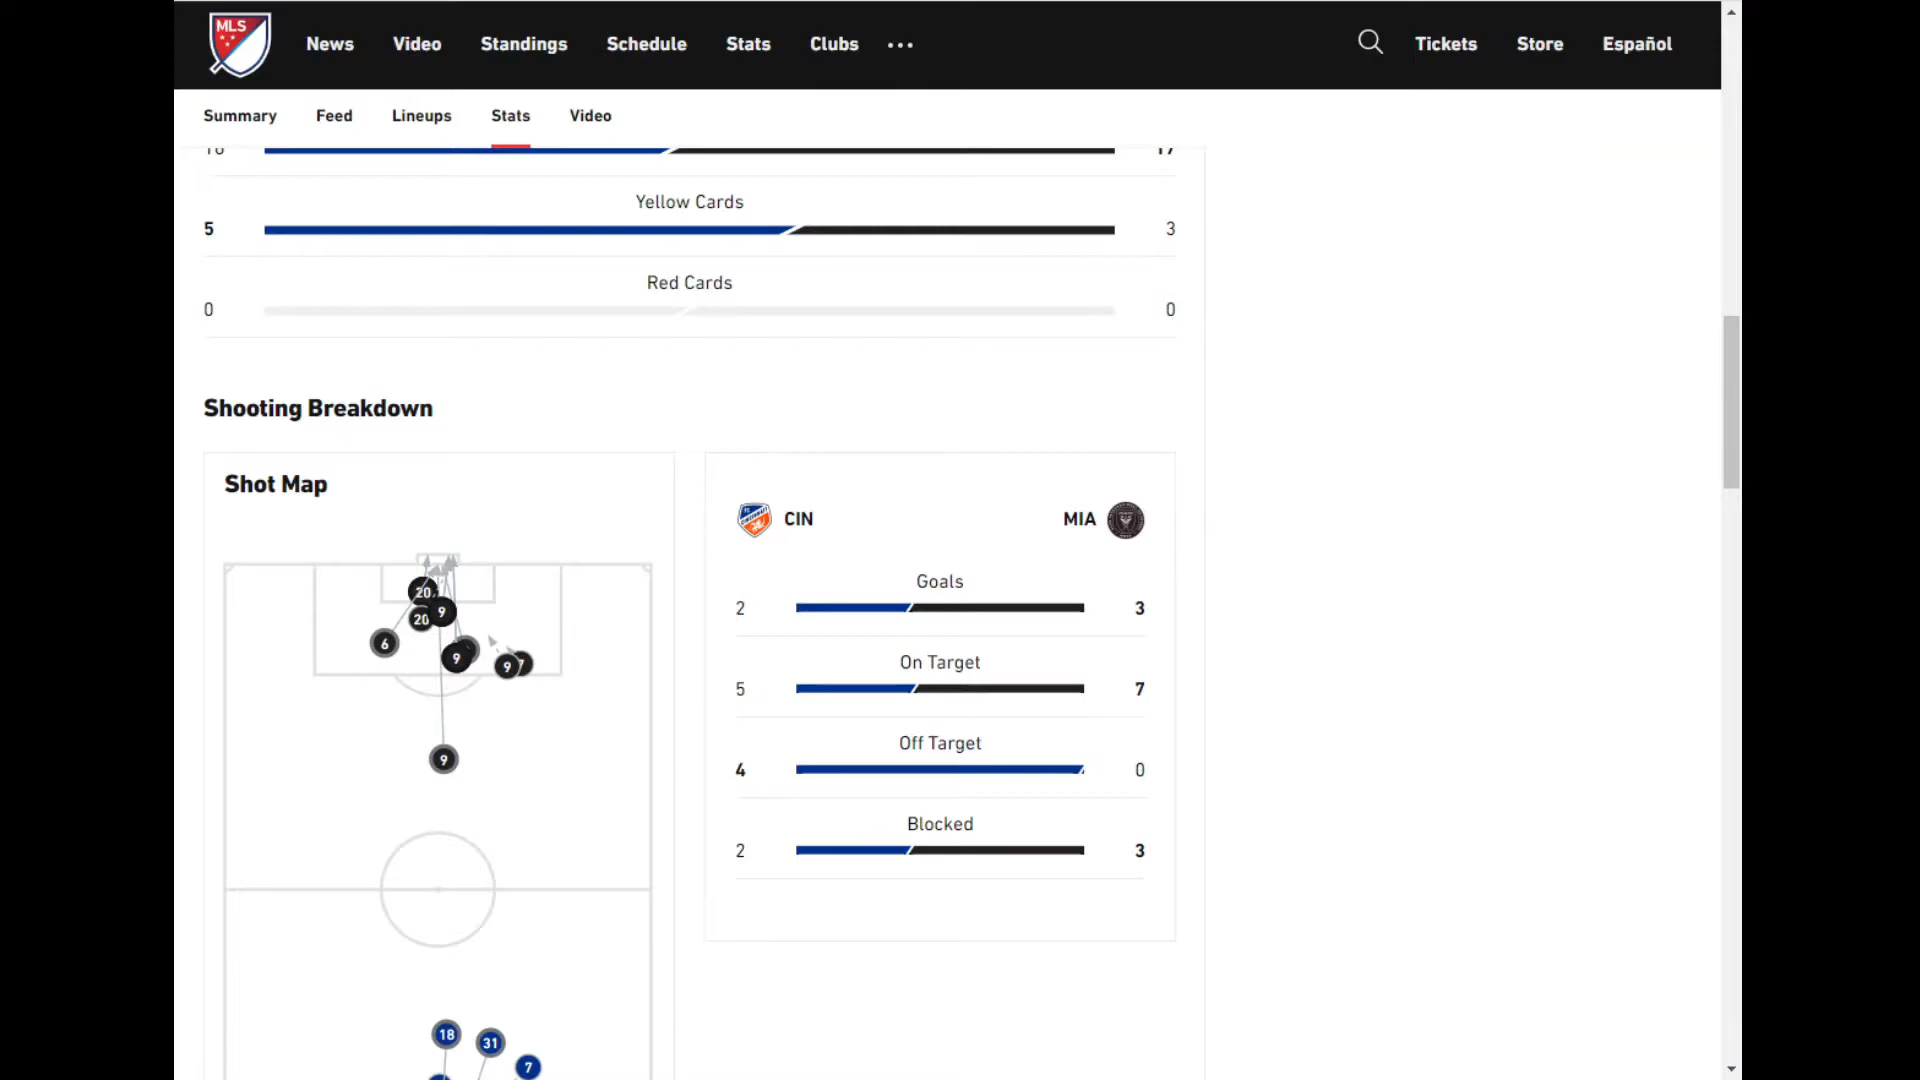 MLS
News Video Standings Schedule Stats Clubs Tickets Store Español
Summary Feed Lineups Stats Video
Yellow Cards
5 3
Red Cards
0 0
Shooting Breakdown
Shot Map
CIN MIA
20
9
20
6
9
9 7
9
Goals
2 3
On Target
5 7
Off Target
4 0
Blocked
2 3
18
31
7